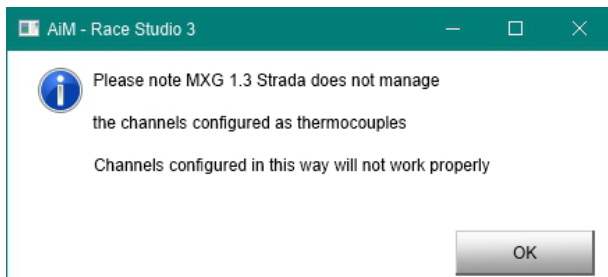 AiM - Race Studio 3
Please note MXG 1.3 Strada does not manage
the channels configured as thermocouples
Channels configured in this way will not work properly
OK